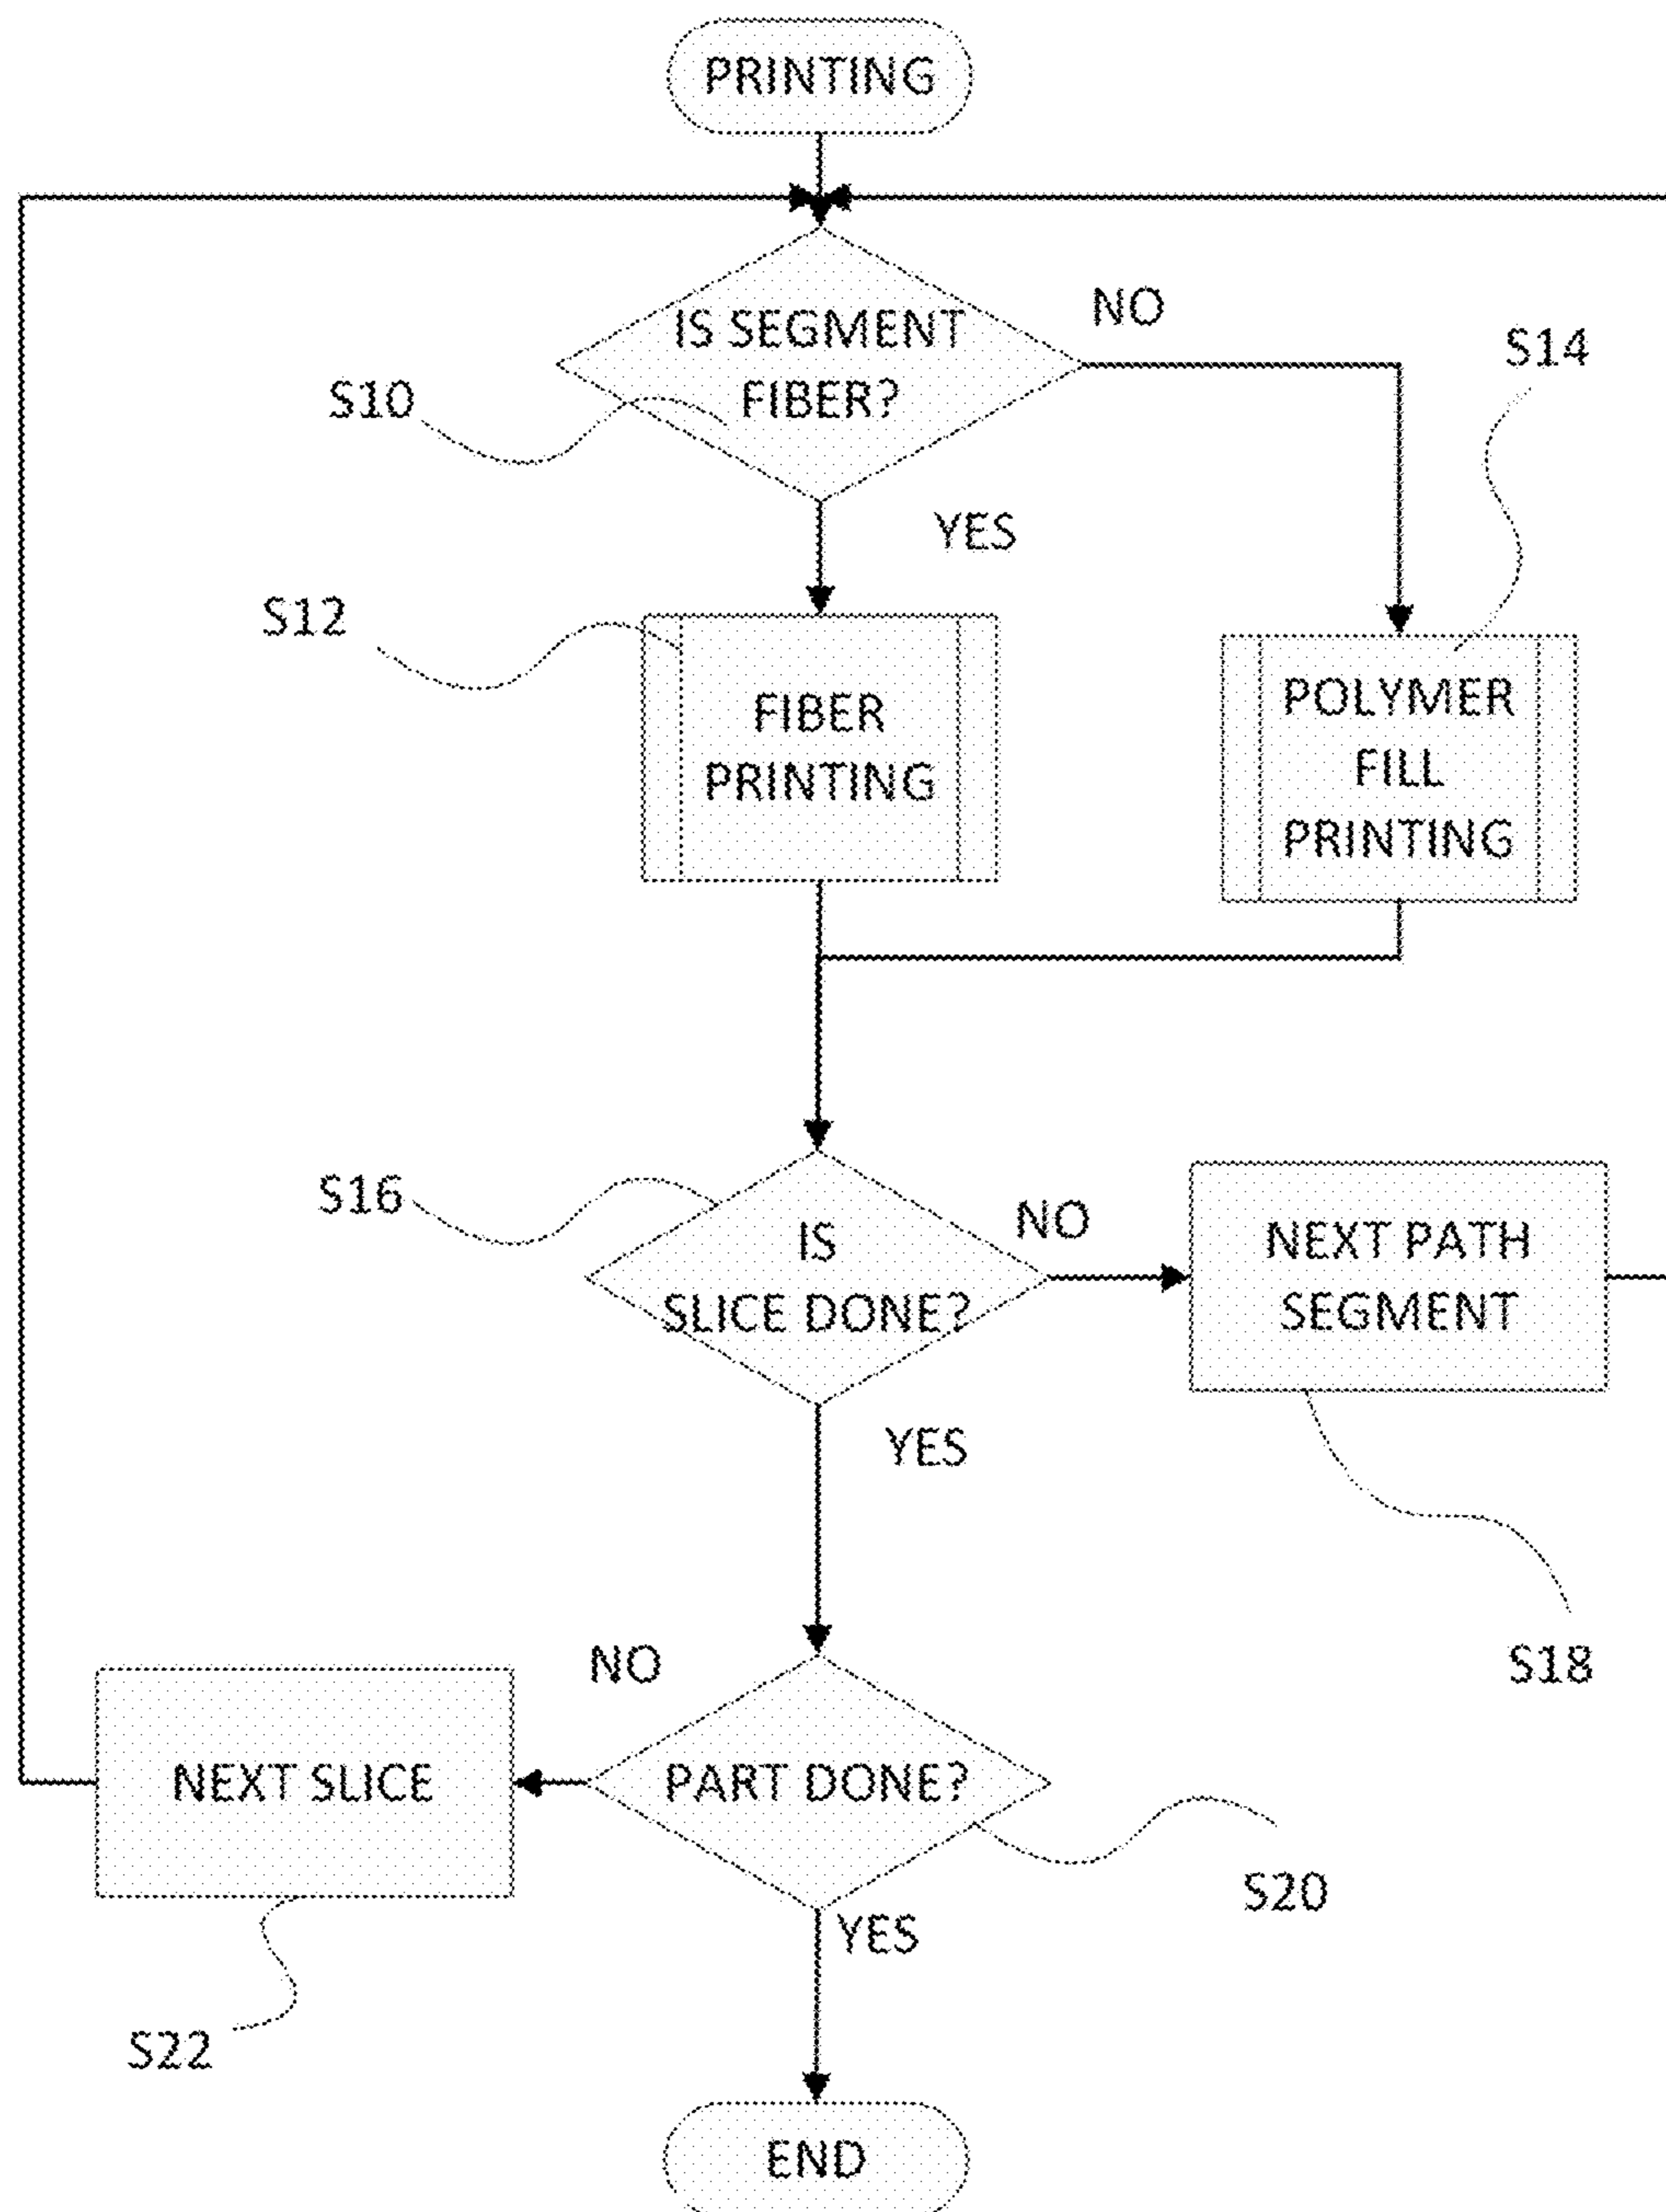 PRINTING
IS SEGMENT
FIBER?
NO
S14
S10
YES
S12
FIBER
PRINTING
POLYMER
FILL
PRINTING
S16
IS
SLICE DONE?
NO
NEXT PATH
SEGMENT
YES
S18
NO
NEXT SLICE
PART DONE?
S20
YES
S22
END